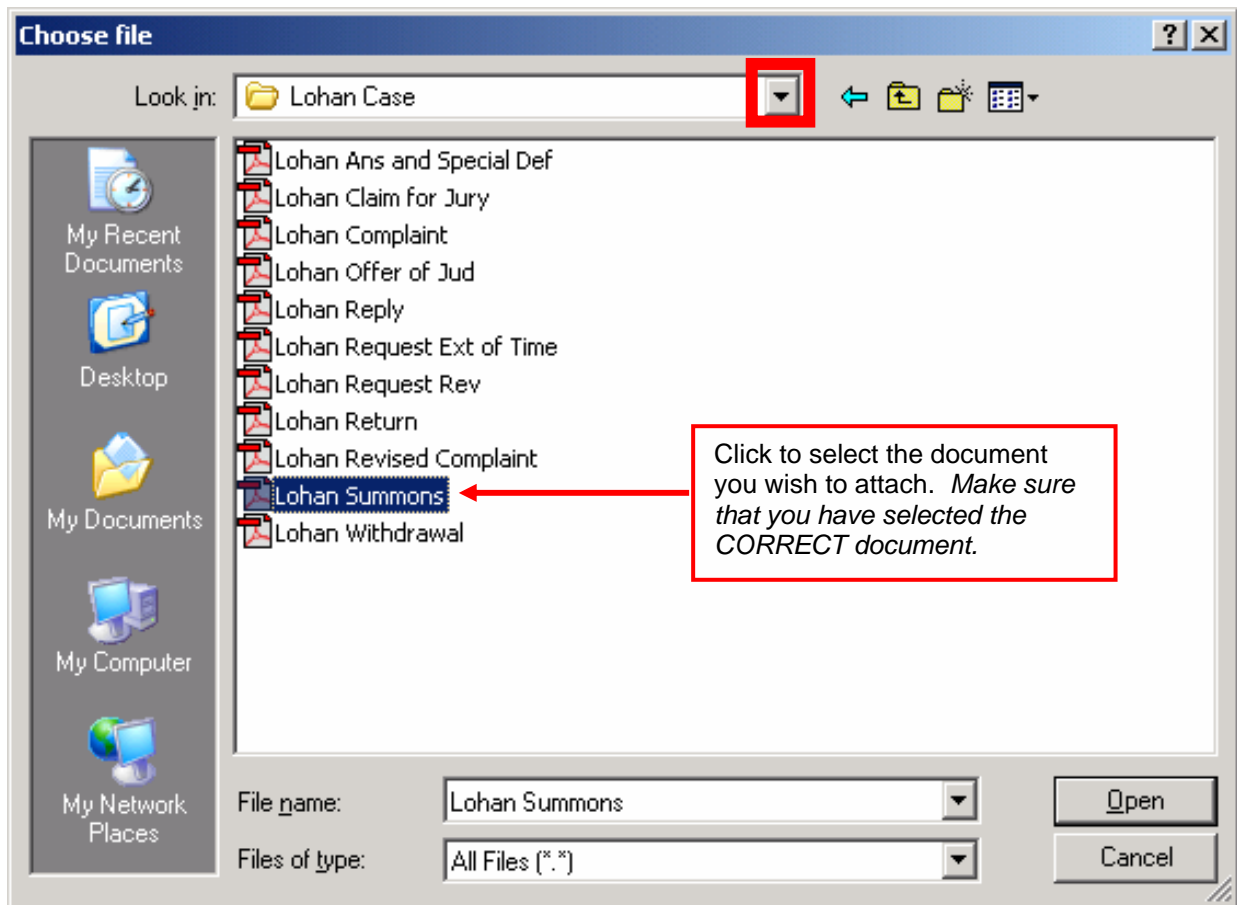 Choose file
Look in:
Lohan Case
My Recent
Documents
Desktop
My Documents
My Computer
My Network
Places
Lohan Ans and Special Def
Lohan Claim for Jury
Lohan Complaint
Lohan Offer of Jud
Lohan Reply
Lohan Request Ext of Time
Lohan Request Rev
Lohan Return
Lohan Revised Complaint
Lohan Summons
Lohan Withdrawal
Click to select the document
you wish to attach. Make sure
that you have selected the
CORRECT document.
File name:
Lohan Summons
Open
Files of type:
All Files (*.*)
Cancel